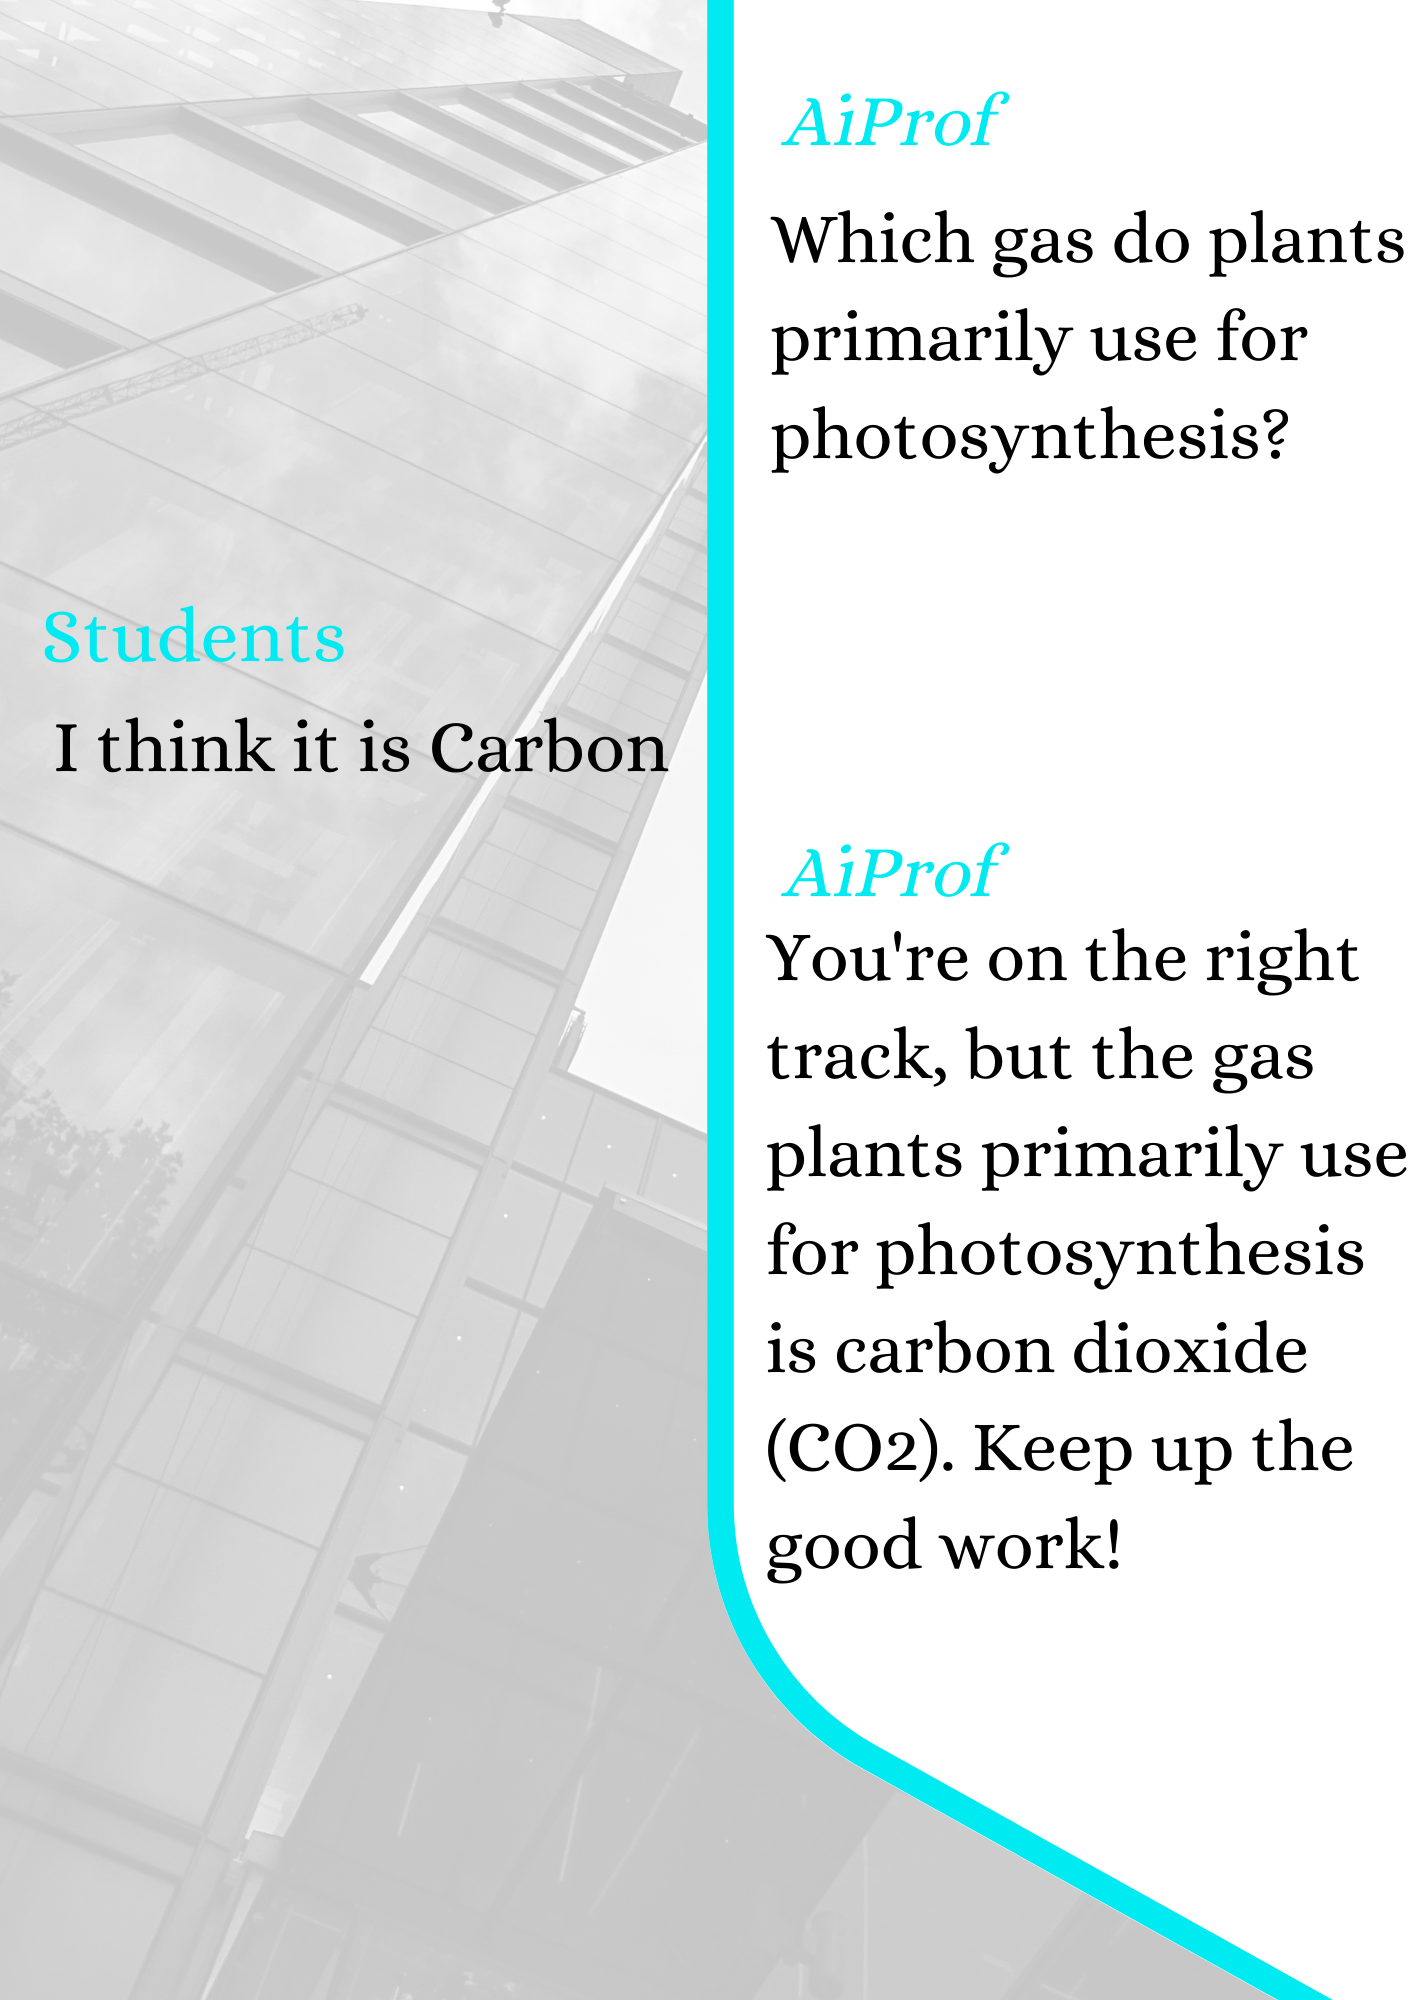 AiProf
Which gas do plants
primarily use for
photosynthesis?
Students
I think it is Carbon
AiProf
You're on the right
track, but the gas
plants primarily use
for photosynthesis
is carbon dioxide
(CO2). Keep up the
good work!